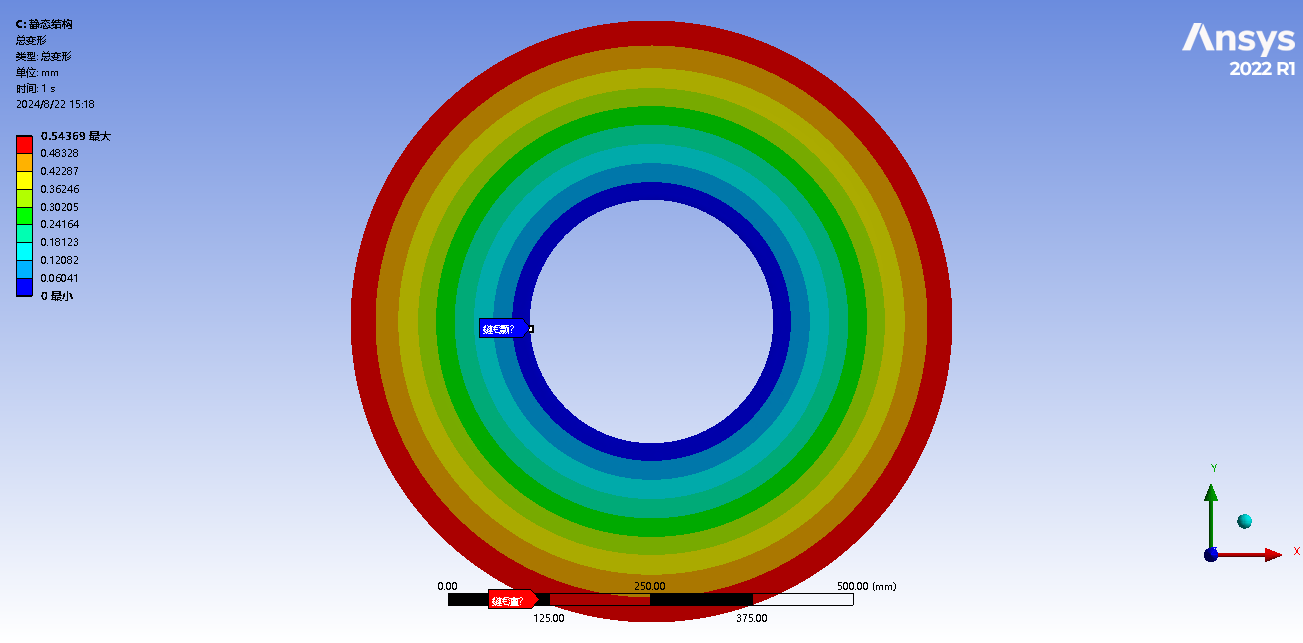 C: 静态结构
总变形
类型: 总变形
单位: mm
时间: 1 s
2024/8/22 15:18
0.54369 最大
0.48328
0.42287
0.36246
0.30205
0.24164
0.18123
0.12082
0.06041
0 最小
Ansys
2022 R1
0.00 250.00 500.00 (mm)
125.00 375.00
Y
X